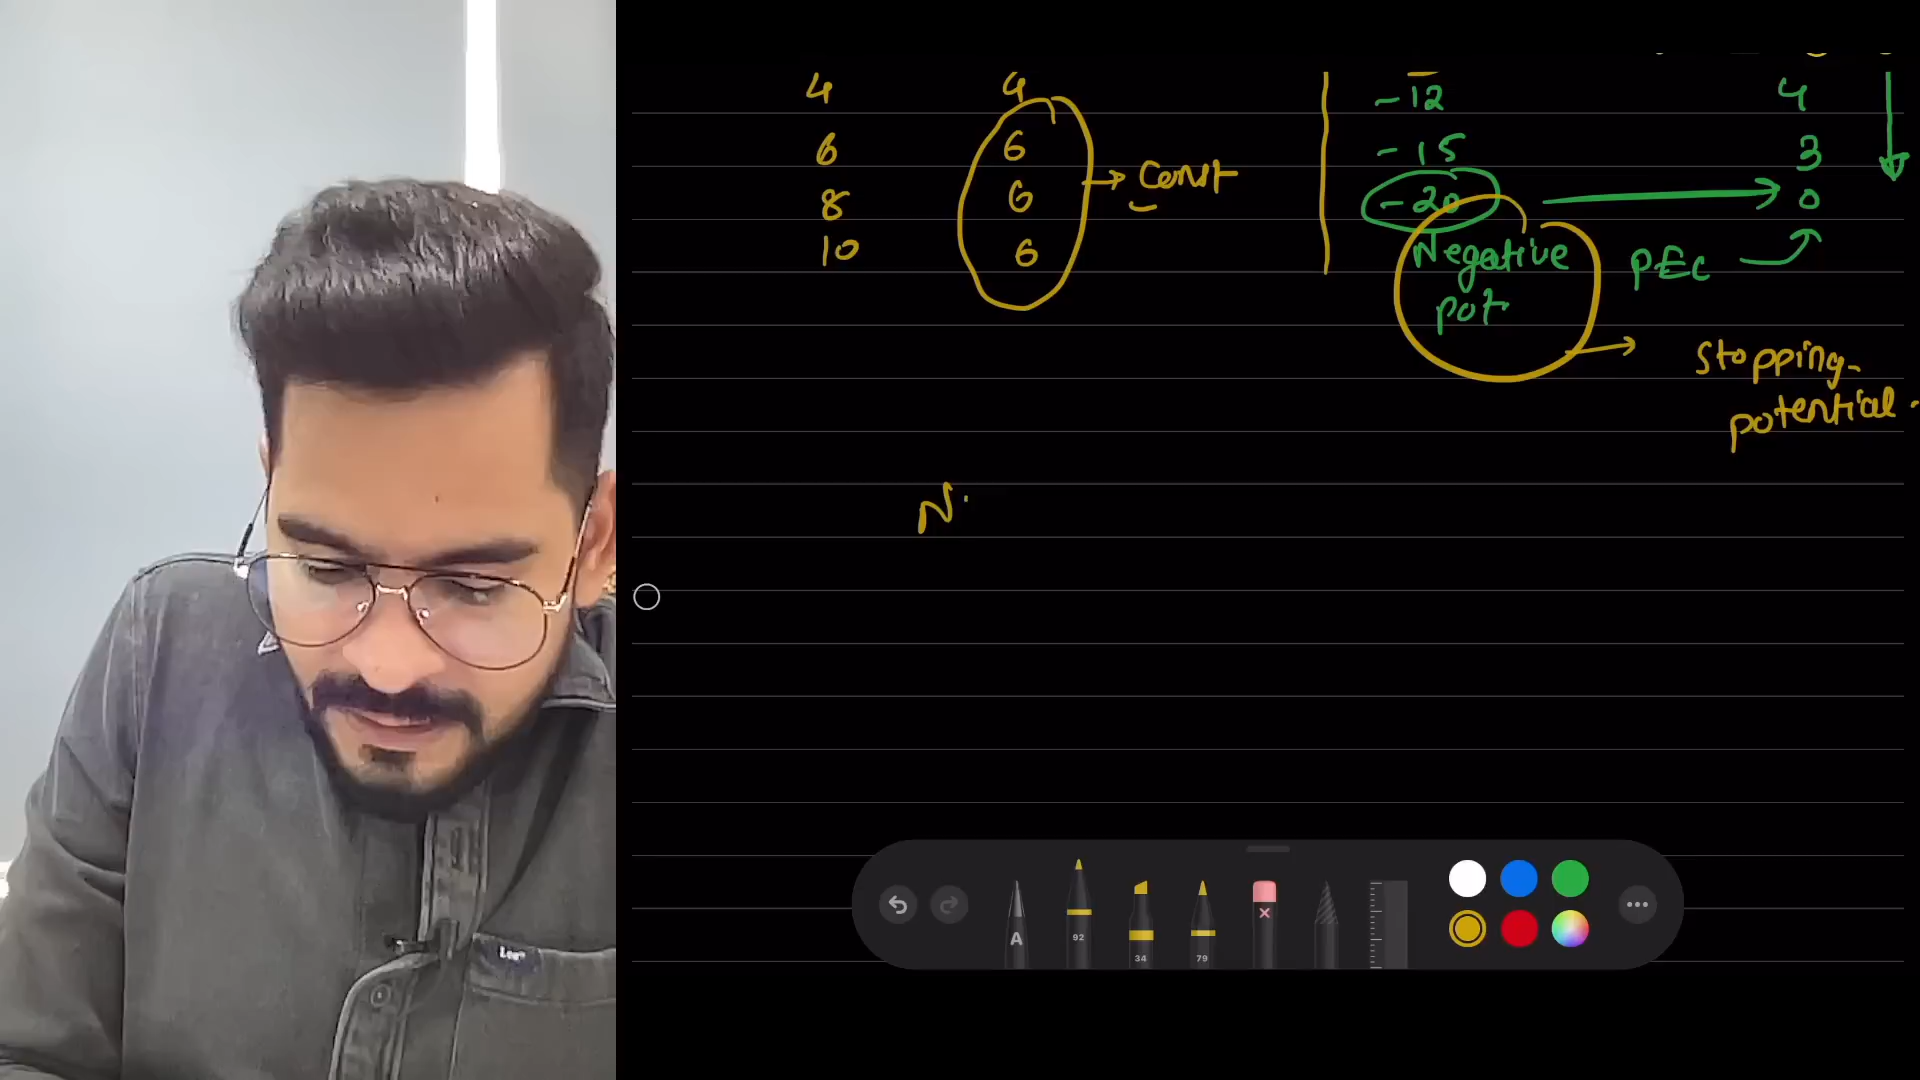 4 4 -12 4
6 6 → Const -15 3
8 6 -20 → 0
10 6 Negative pot. PEC
Stopping-
potential.
N
A
92
34
79
Lee